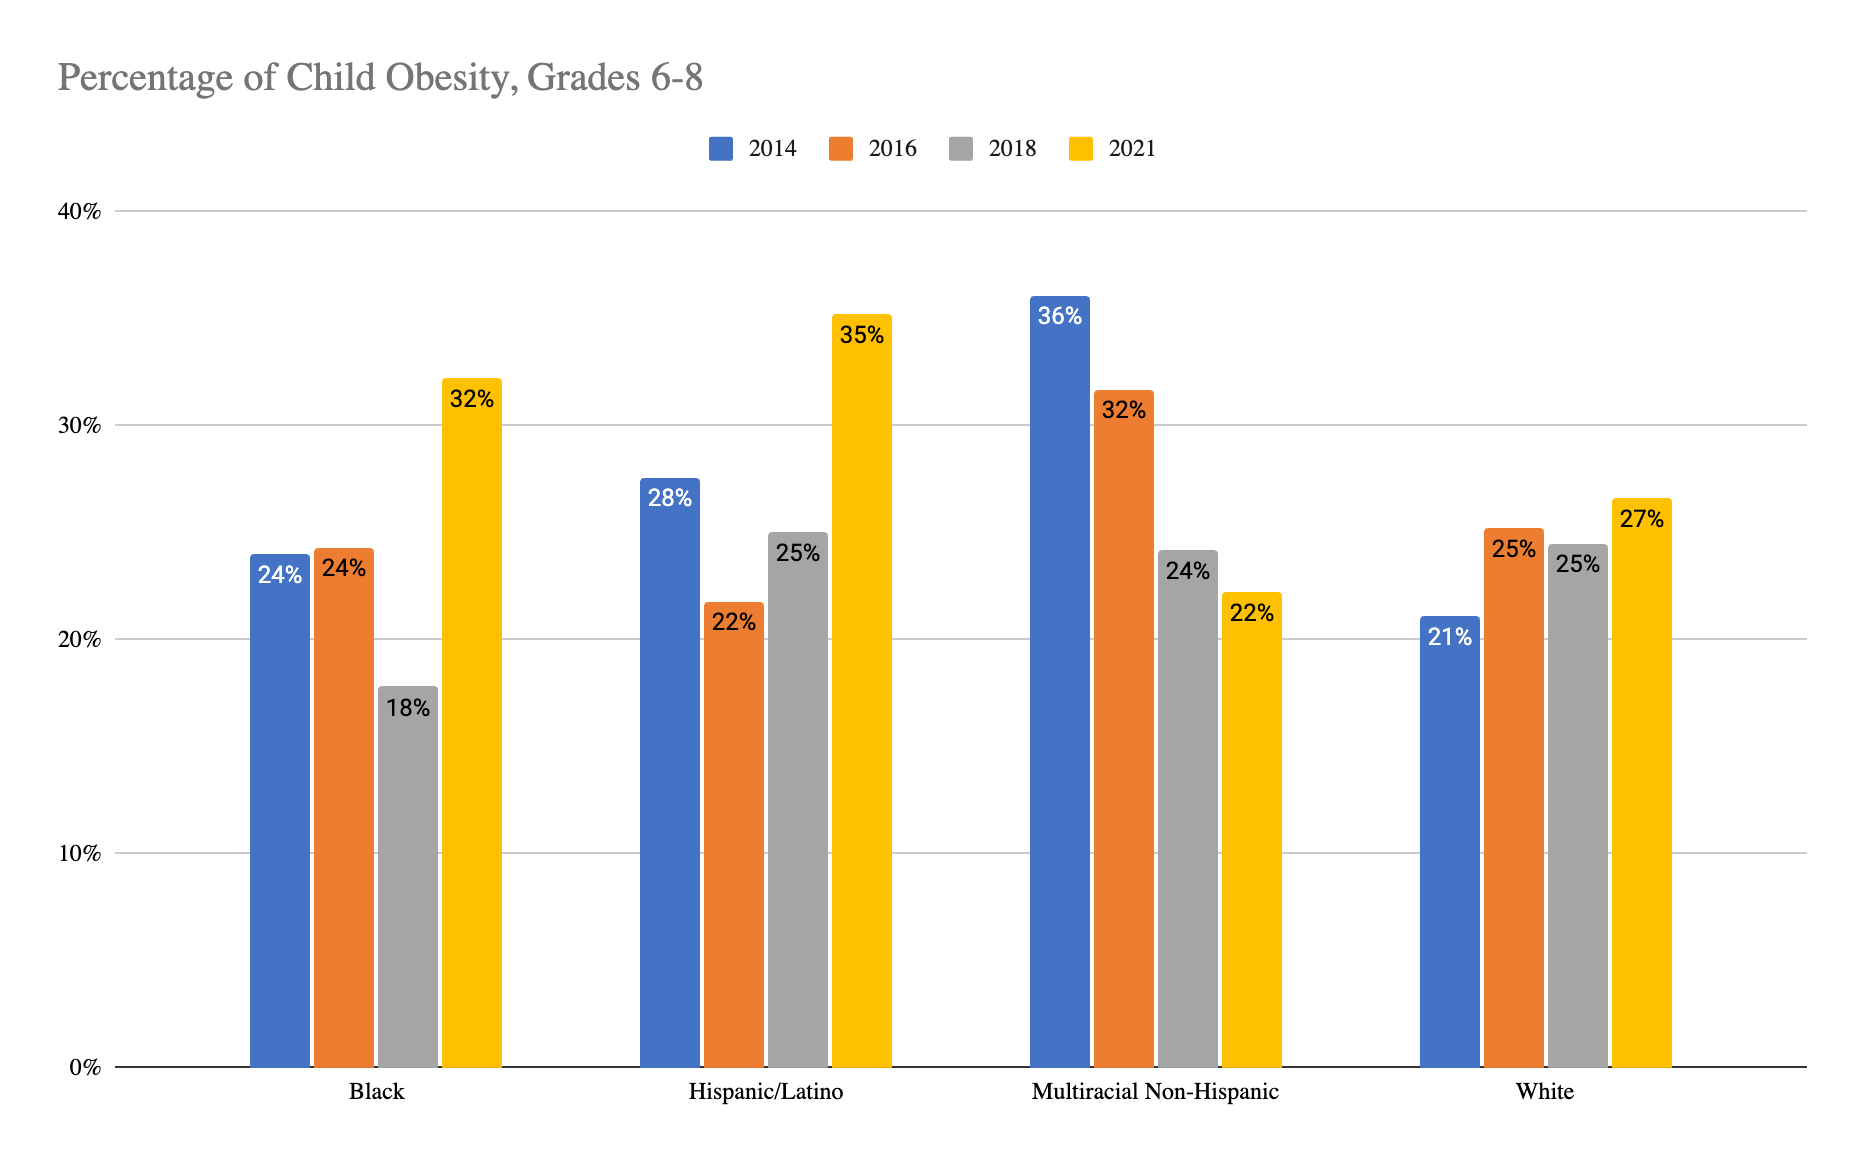 Percentage of Child Obesity, Grades 6-8
2014 2016 2018 2021
40%
30%
20%
10%
0%
24% 24% 18% 32%
28% 22% 25% 35%
36% 32% 24% 22%
21% 25% 25% 27%
Black Hispanic/Latino Multiracial Non-Hispanic White